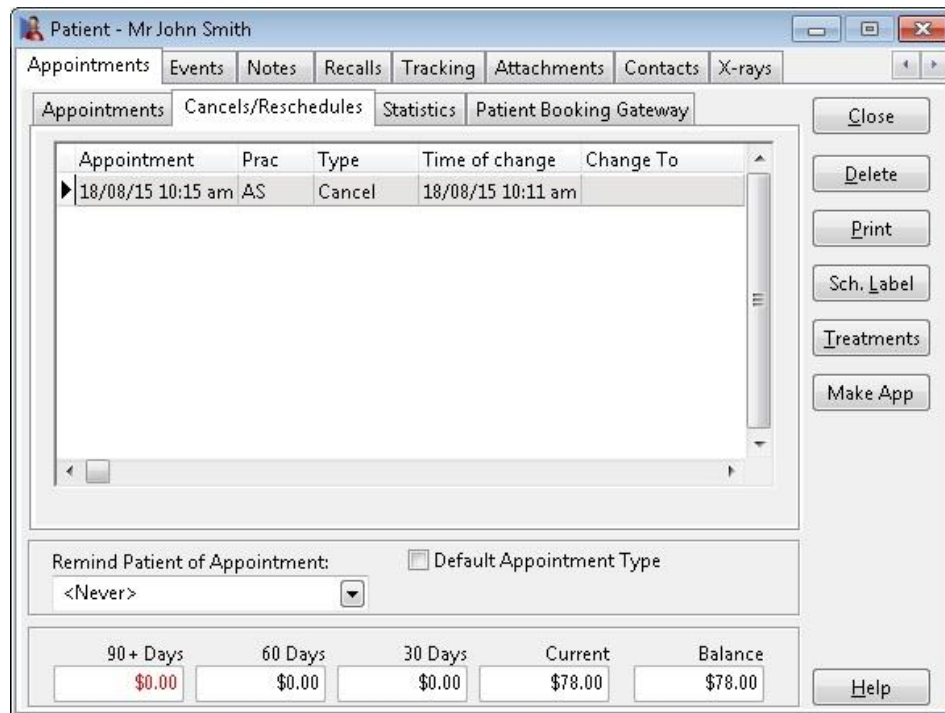 Patient - Mr John Smith
Appointments Events Notes Recalls Tracking Attachments Contacts X-rays
Appointments Cancels/Reschedules Statistics Patient Booking Gateway
Close
Appointment Prac Type Time of change Change To
18/08/15 10:15 am AS Cancel 18/08/15 10:11 am
Delete
Print
Sch. Label
Treatments
Make App
Remind Patient of Appointment: Default Appointment Type
<Never>
90+ Days 60 Days 30 Days Current Balance
$0.00 $0.00 $0.00 $78.00 $78.00
Help